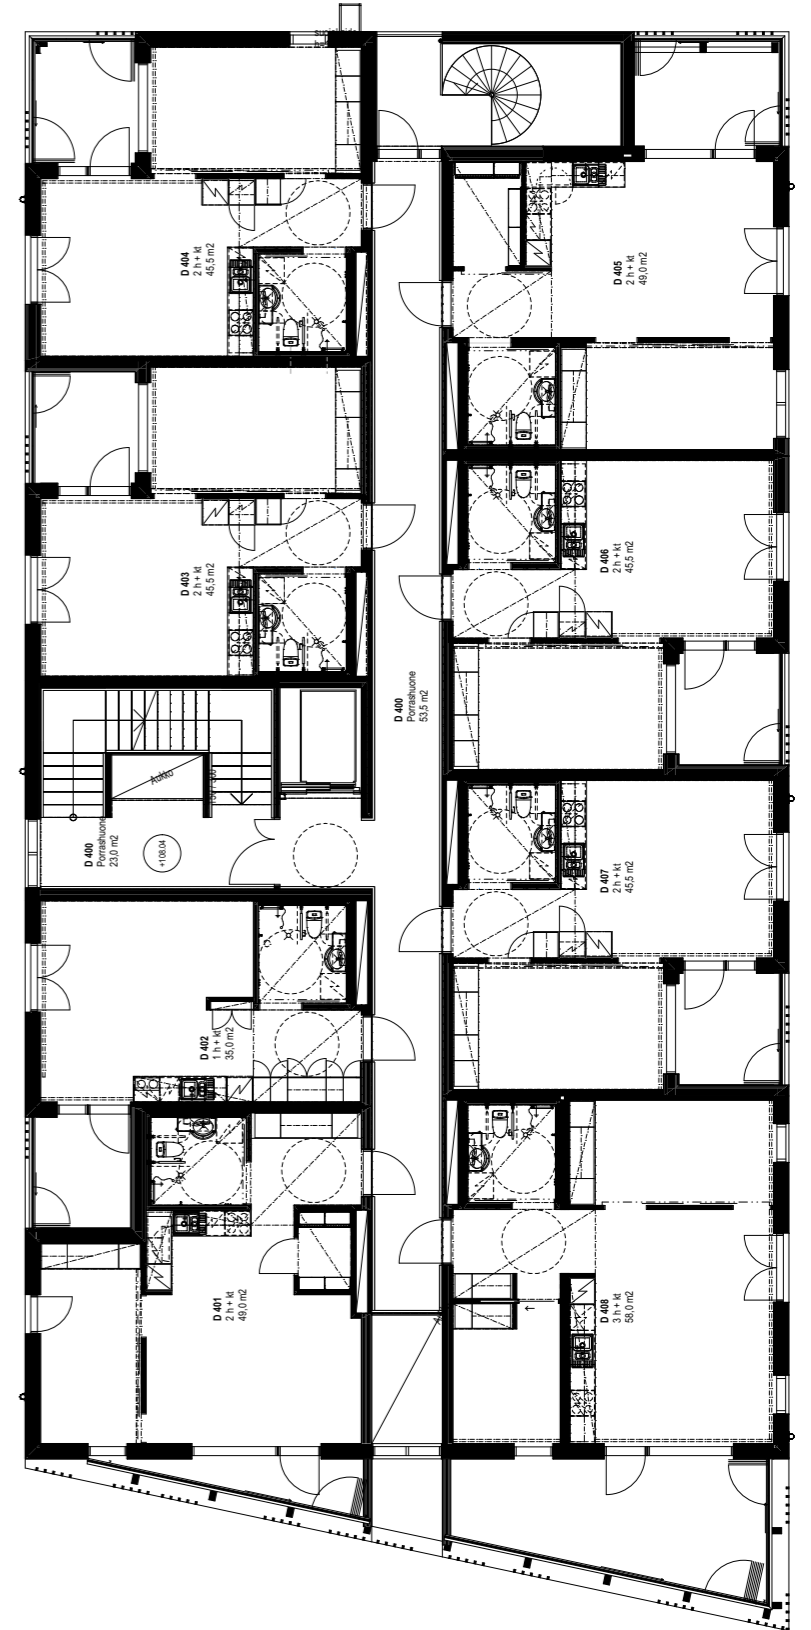 D 404
2 h + kt
45,5 m2
D 405
2 h + kt
49,0 m2
D 403
2 h + kt
45,5 m2
D 406
2 h + kt
45,5 m2
D 400
Porrashuone
53,5 m2
Aukko
D 400
Porrashuone
23,0 m2
+108.04
D 407
2 h + kt
45,5 m2
D 402
1 h + kt
35,0 m2
D 401
2 h + kt
49,0 m2
D 408
3 h + kt
58,0 m2